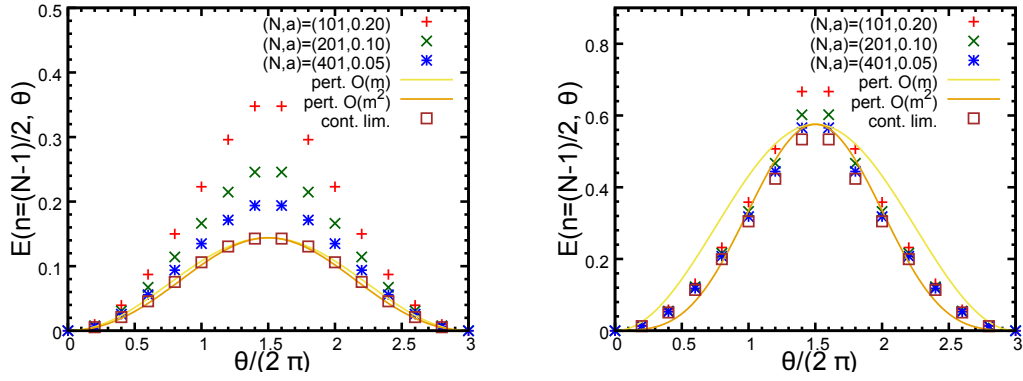 0.5
0.4
0.3
0.2
0.1
0
0 0.5 1 1.5 2 2.5 3
E(n=(N-1)/2, θ)
θ/(2 π)
(N,a)=(101,0.20)
(N,a)=(201,0.10)
(N,a)=(401,0.05)
pert. O(m)
pert. O(m²)
cont. lim.
0.8
0.6
0.4
0.2
0
0 0.5 1 1.5 2 2.5 3
E(n=(N-1)/2, θ)
θ/(2 π)
(N,a)=(101,0.20)
(N,a)=(201,0.10)
(N,a)=(401,0.05)
pert. O(m)
pert. O(m²)
cont. lim.